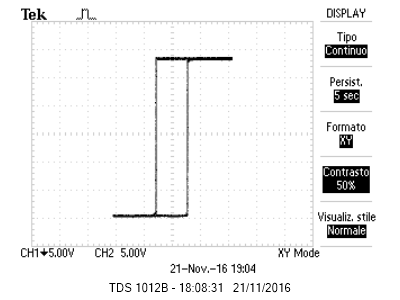 Tek
DISPLAY
Tipo
Continuo
Persist.
5 sec
Formato
XY
Contrasto
50%
Visualiz. stile
Normale
CH1 5.00V CH2 5.00V XY Mode
21-Nov.-16 19:04
TDS 1012B - 18:08:31 21/11/2016